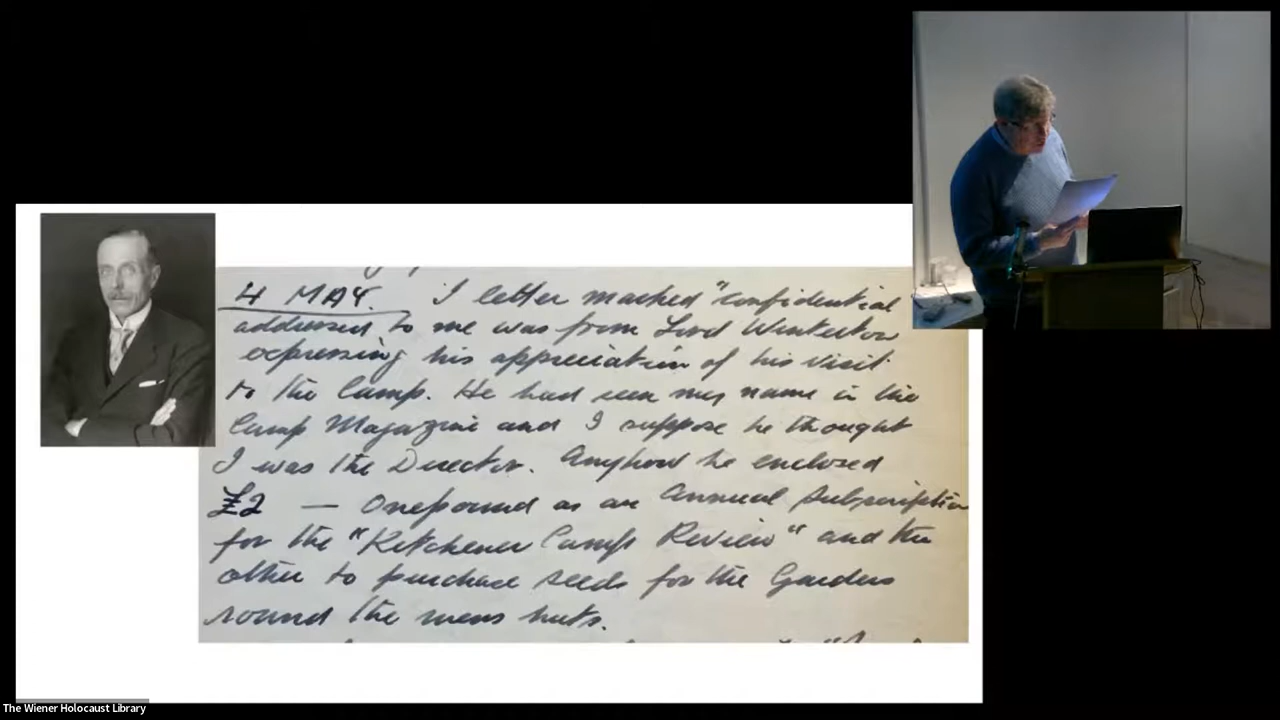 4 MAY. I letter marked "confidential
addressed to me was from Lord Winterton
expressing his appreciation of his visit
to the Camp. He had seen my name in the
Camp Magazine and I suppose he thought
I was the Director. Anyhow he enclosed
£2 — One pound as an Annual Subscription
for the "Kitchener Camp Review" and the
other to purchase seeds for the Gardens
round the mens huts.
The Wiener Holocaust Library